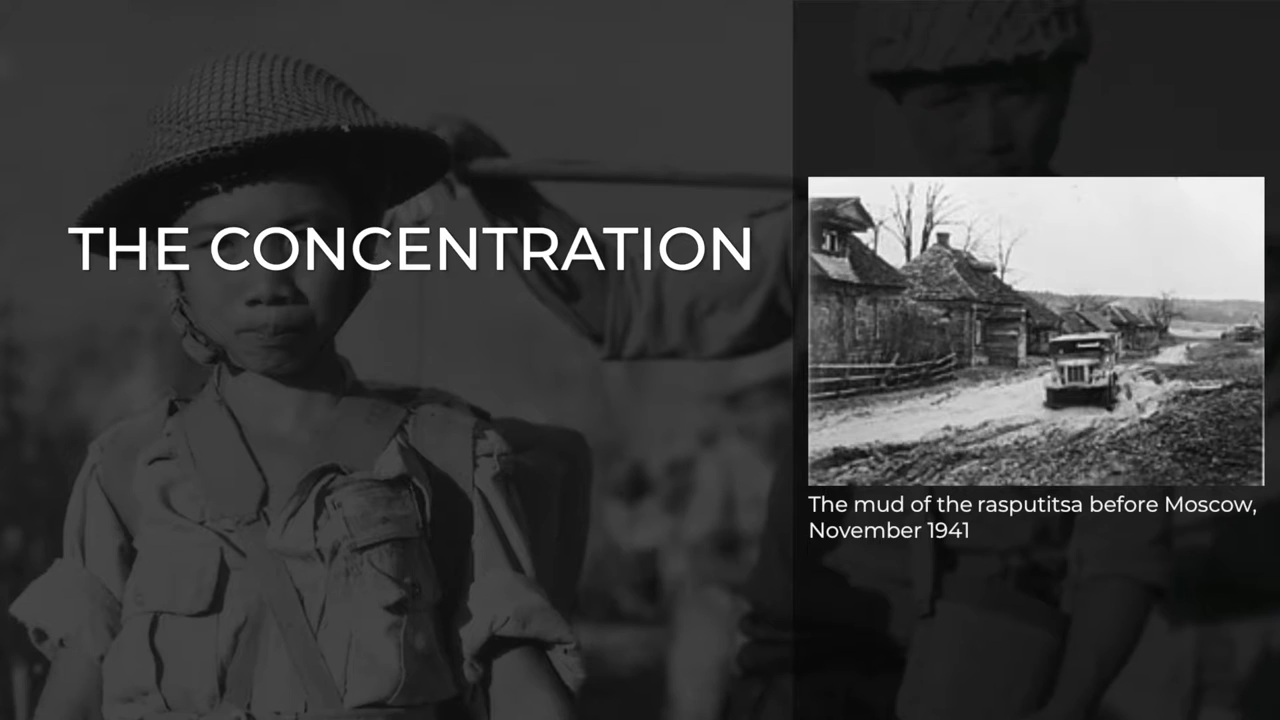 THE CONCENTRATION
The mud of the rasputitsa before Moscow,
November 1941